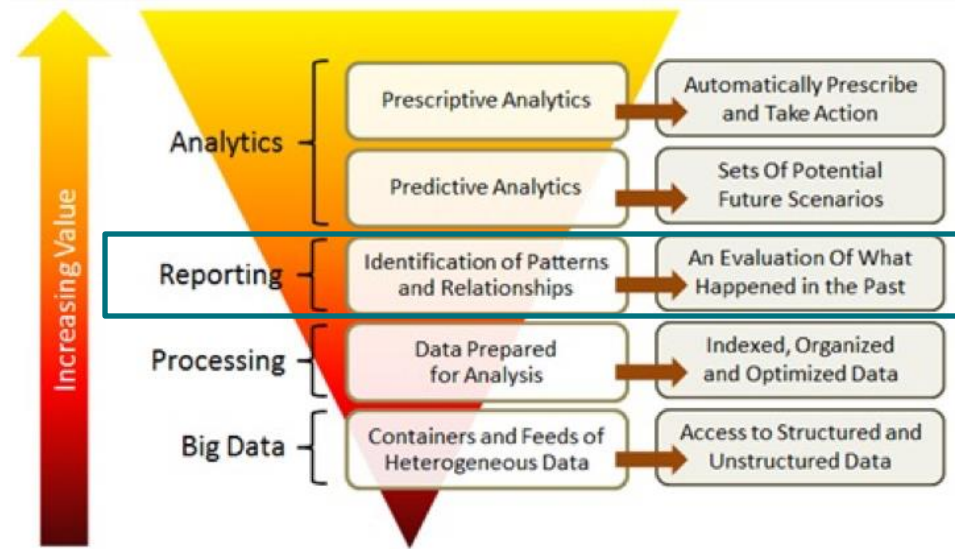 Increasing Value
Analytics
Prescriptive Analytics
Automatically Prescribe
and Take Action
Predictive Analytics
Sets Of Potential
Future Scenarios
Reporting
Identification of Patterns
and Relationships
An Evaluation Of What
Happened in the Past
Processing
Data Prepared
for Analysis
Indexed, Organized
and Optimized Data
Big Data
Containers and Feeds of
Heterogeneous Data
Access to Structured and
Unstructured Data